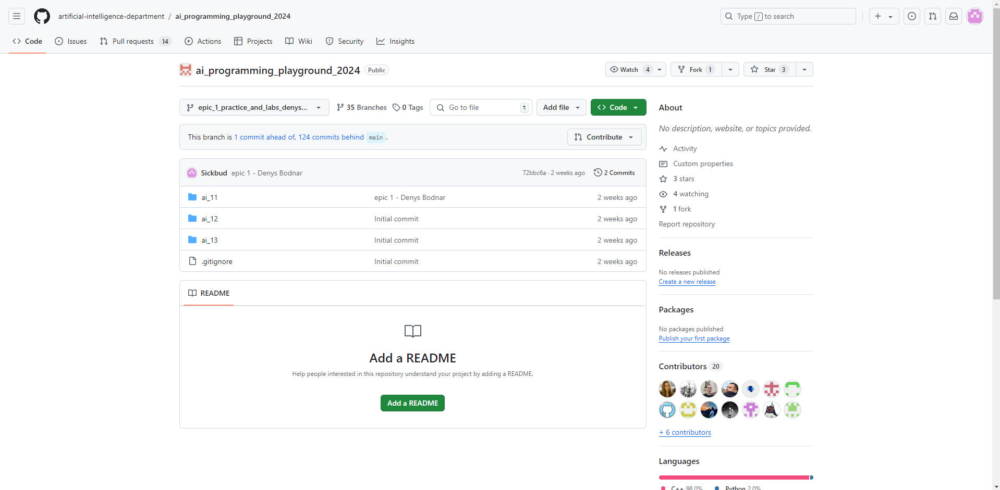 artificial-intelligence-department / ai_programming_playground_2024
Type / to search
Code Issues Pull requests 14 Actions Projects Wiki Security Insights
ai_programming_playground_2024 Public
Watch 4 Fork 1 Star 3
epic_1_practice_and_labs_denys... 35 Branches 0 Tags Go to file t Add file Code
This branch is 1 commit ahead of, 124 commits behind main .
Contribute
Sickbud epic 1 - Denys Bodnar 72bbc6a · 2 weeks ago 2 Commits
ai_11 epic 1 - Denys Bodnar 2 weeks ago
ai_12 Initial commit 2 weeks ago
ai_13 Initial commit 2 weeks ago
.gitignore Initial commit 2 weeks ago
README
Add a README
Help people interested in this repository understand your project by adding a README.
Add a README
About
No description, website, or topics provided.
Activity
Custom properties
3 stars
4 watching
1 fork
Report repository
Releases
No releases published
Create a new release
Packages
No packages published
Publish your first package
Contributors 20
+ 6 contributors
Languages
C++ 98.0% Python 2.0%